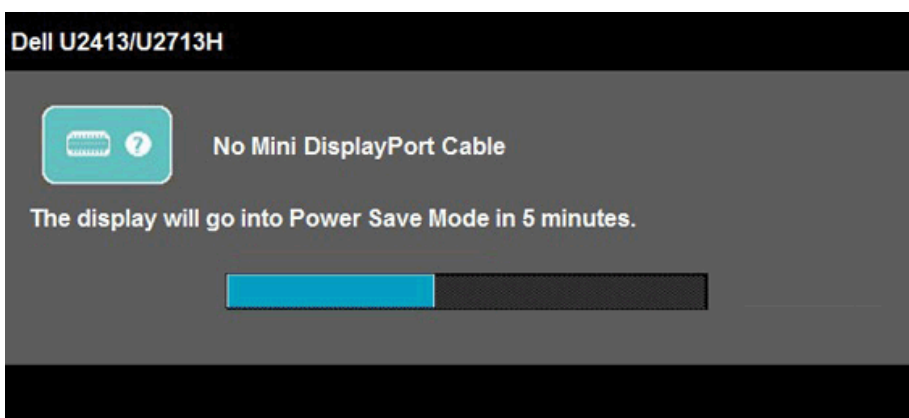 Dell U2413/U2713H
?
No Mini DisplayPort Cable
The display will go into Power Save Mode in 5 minutes.